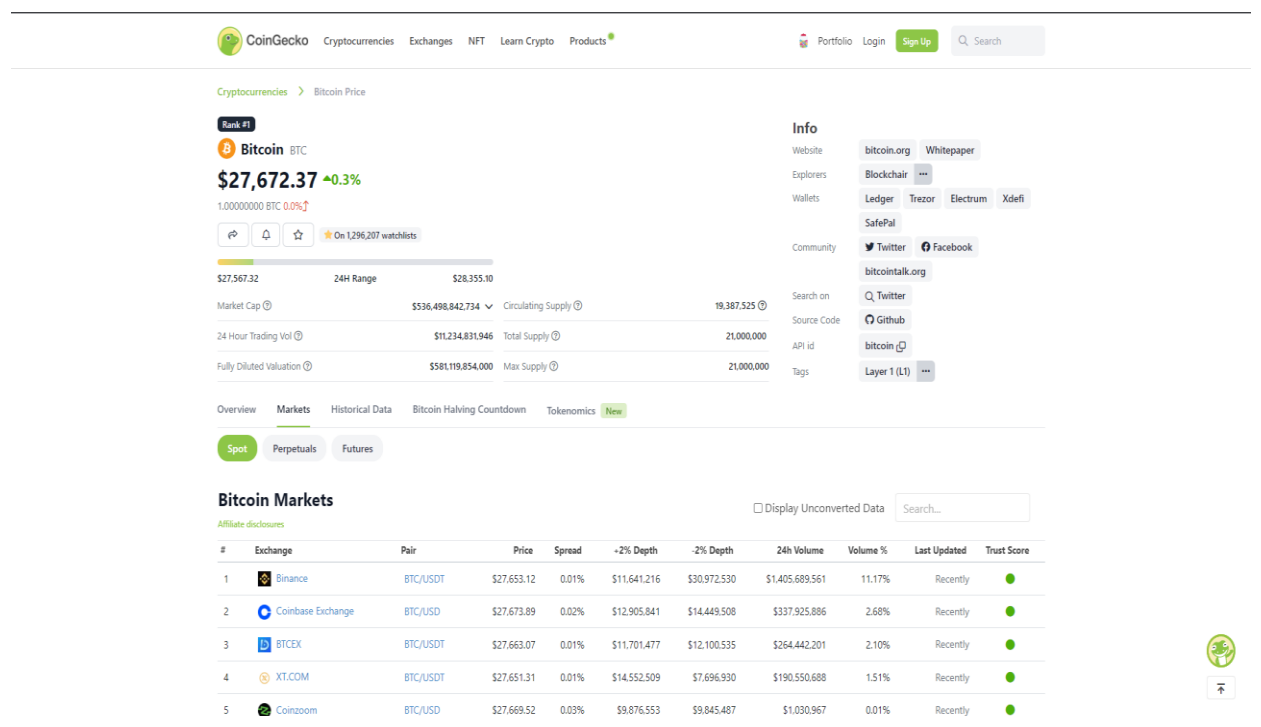 CoinGecko Cryptocurrencies Exchanges NFT Learn Crypto Products Portfolio Login Sign Up Search
Cryptocurrencies > Bitcoin Price
Rank #1
Bitcoin BTC
$27,672.37 0.3%
1.00000000 BTC 0.0%
On 1,296,207 watchlists
$27,567.32 24H Range $28,355.10
Market Cap $536,498,842,734 Circulating Supply 19,387,525
24 Hour Trading Vol $11,234,831,946 Total Supply 21,000,000
Fully Diluted Valuation $581,119,854,000 Max Supply 21,000,000
Info
Website bitcoin.org Whitepaper
Explorers Blockchair ...
Wallets Ledger Trezor Electrum Xdefi
SafePal
Community Twitter Facebook
bitcointalk.org
Search on Twitter
Source Code Github
API id bitcoin
Tags Layer 1 (L1) ...
Overview Markets Historical Data Bitcoin Halving Countdown Tokenomics New
Spot Perpetuals Futures
Bitcoin Markets
Affiliate disclosures
Display Unconverted Data Search...
# Exchange Pair Price Spread +2% Depth -2% Depth 24h Volume Volume % Last Updated Trust Score
1 Binance BTC/USDT $27,653.12 0.01% $11,641,216 $30,972,530 $1,405,689,561 11.17% Recently
2 Coinbase Exchange BTC/USD $27,673.89 0.02% $12,905,841 $14,449,508 $337,925,886 2.68% Recently
3 BTCEX BTC/USDT $27,663.07 0.01% $11,701,477 $12,100,535 $264,442,201 2.10% Recently
4 XT.COM BTC/USDT $27,651.31 0.01% $14,552,509 $7,696,930 $190,550,688 1.51% Recently
5 Coinzoom BTC/USD $27,669.52 0.03% $9,876,553 $9,845,487 $1,030,967 0.01% Recently